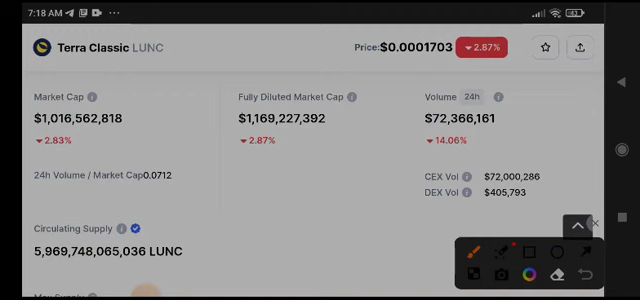 7:18 AM
Terra Classic LUNC Price:$0.0001703 2.87%
Market Cap Fully Diluted Market Cap Volume 24h
$1,016,562,818 $1,169,227,392 $72,366,161
2.83% 2.87% 14.06%
24h Volume / Market Cap0.0712 CEX Vol $72,000,286
DEX Vol $405,793
Circulating Supply
5,969,748,065,036 LUNC